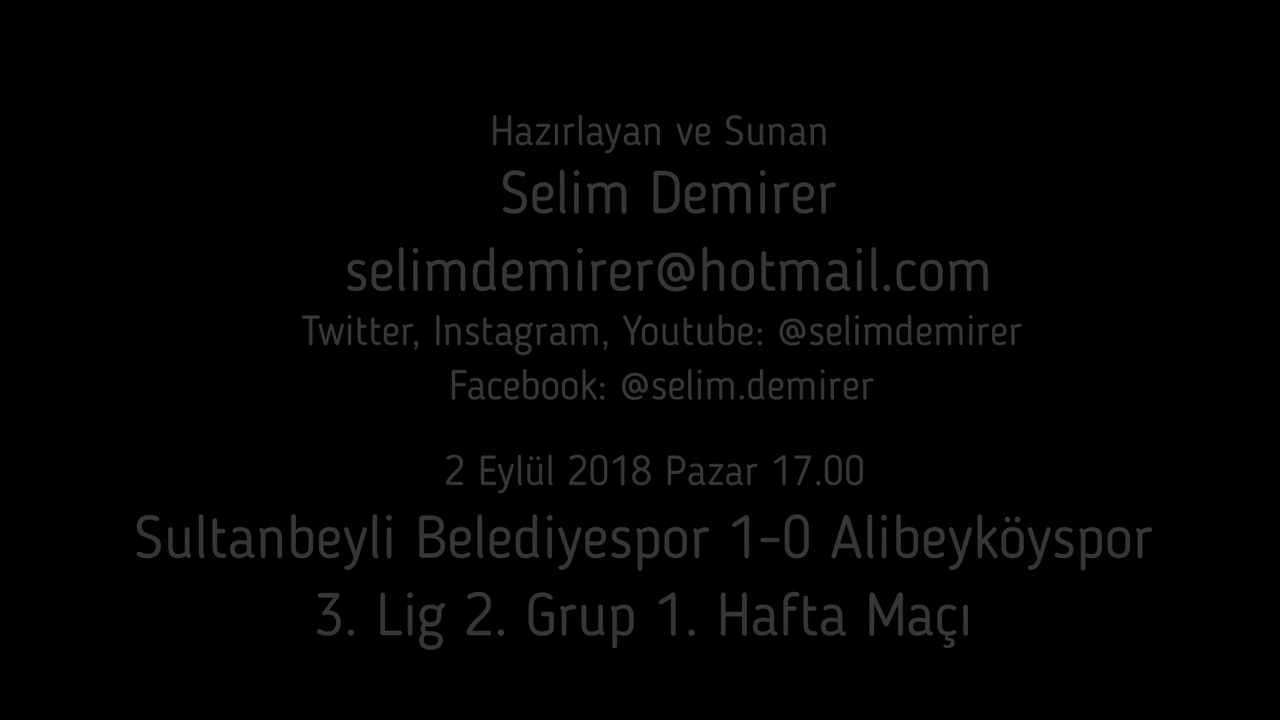 Hazırlayan ve Sunan
Selim Demirer
selimdemirer@hotmail.com
Twitter, Instagram, Youtube: @selimdemirer
Facebook: @selim.demirer
2 Eylül 2018 Pazar 17.00
Sultanbeyli Belediyespor 1-0 Alibeyköyspor
3. Lig 2. Grup 1. Hafta Maçı